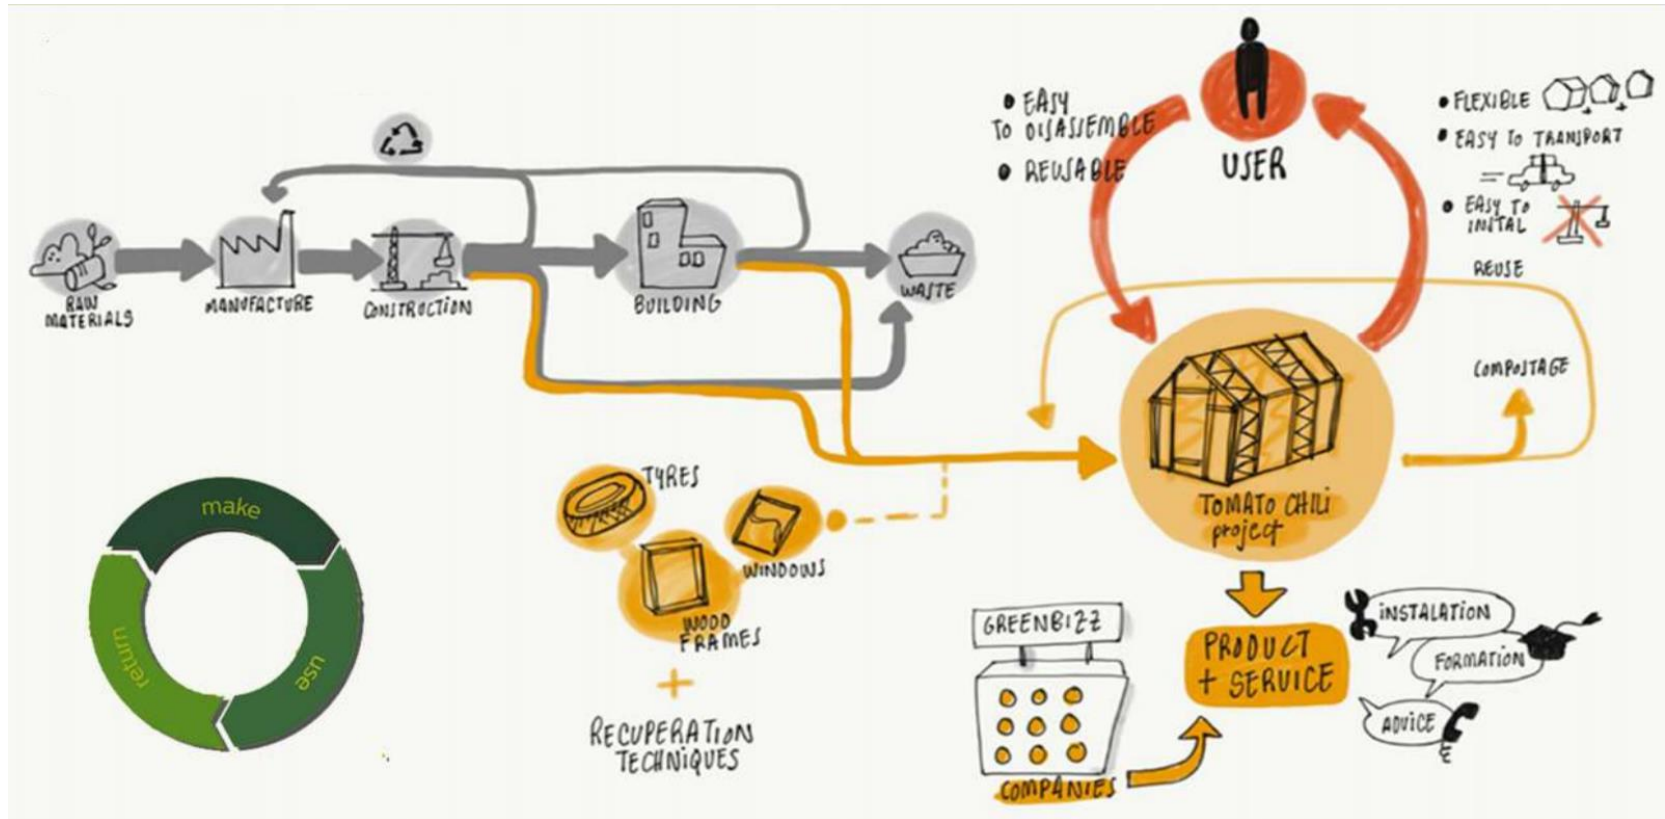 RAW
MATERIALS
MANUFACTURE
CONSTRUCTION
BUILDING
WASTE
• EASY
TO DISASSEMBLE
• REUSABLE
USER
• FLEXIBLE
+
+
• EASY TO TRANSPORT
• EASY TO
INSTAL
REUSE
COMPOSTAGE
TOMATO CHILI
project
TYRES
WINDOWS
WOOD
FRAMES
+
RECUPERATION
TECHNIQUES
make
use
return
GREENBIZZ
COMPANIES
PRODUCT
+ SERVICE
INSTALATION
FORMATION
ADVICE